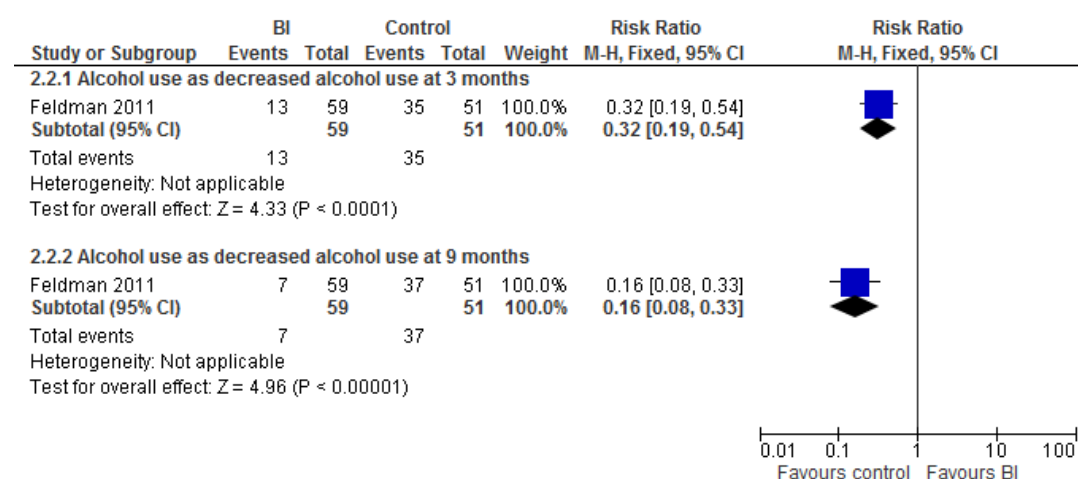 BI Control Risk Ratio Risk Ratio
Study or Subgroup Events Total Events Total Weight M-H, Fixed, 95% CI M-H, Fixed, 95% CI
2.2.1 Alcohol use as decreased alcohol use at 3 months
Feldman 2011 13 59 35 51 100.0% 0.32 [0.19, 0.54]
Subtotal (95% CI) 59 51 100.0% 0.32 [0.19, 0.54]
Total events 13 35
Heterogeneity: Not applicable
Test for overall effect: Z = 4.33 (P < 0.0001)
2.2.2 Alcohol use as decreased alcohol use at 9 months
Feldman 2011 7 59 37 51 100.0% 0.16 [0.08, 0.33]
Subtotal (95% CI) 59 51 100.0% 0.16 [0.08, 0.33]
Total events 7 37
Heterogeneity: Not applicable
Test for overall effect: Z = 4.96 (P < 0.00001)
0.01 0.1 1 10 100
Favours control Favours BI